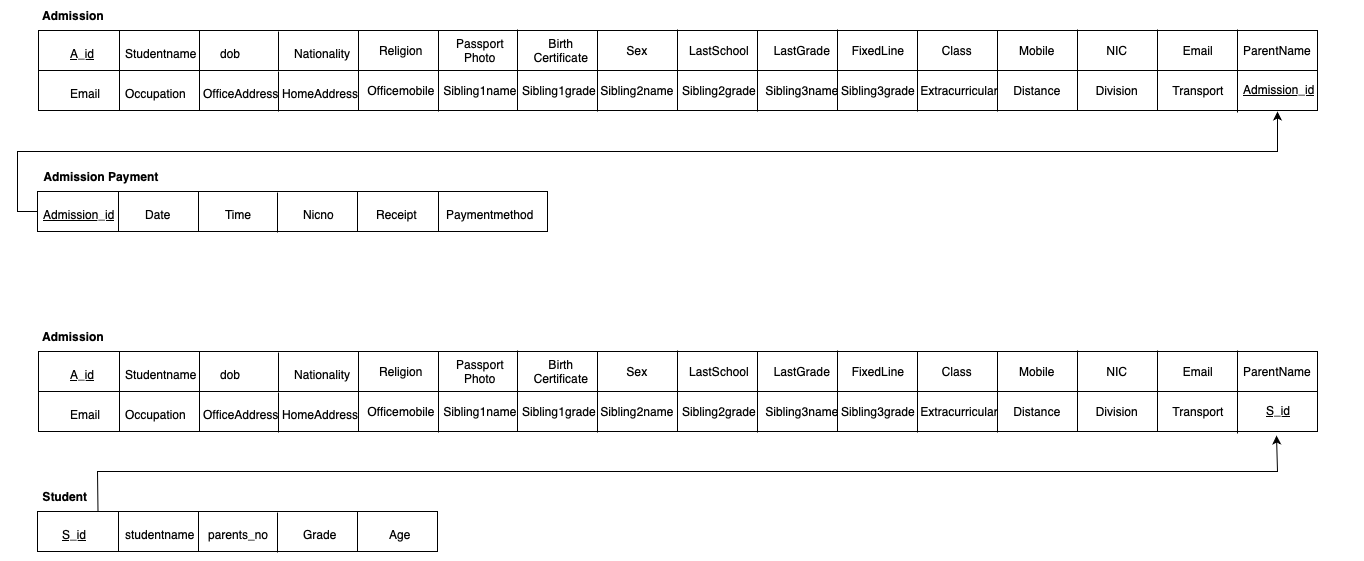 Admission
A_id Studentname dob Nationality Religion Passport Photo Birth Certificate Sex LastSchool LastGrade FixedLine Class Mobile NIC Email ParentName
Email Occupation OfficeAddress HomeAddress Officemobile Sibling1name Sibling1grade Sibling2name Sibling2grade Sibling3name Sibling3grade Extracurricular Distance Division Transport Admission_id
Admission Payment
Admission_id Date Time Nicno Receipt Paymentmethod
Admission
A_id Studentname dob Nationality Religion Passport Photo Birth Certificate Sex LastSchool LastGrade FixedLine Class Mobile NIC Email ParentName
Email Occupation OfficeAddress HomeAddress Officemobile Sibling1name Sibling1grade Sibling2name Sibling2grade Sibling3name Sibling3grade Extracurricular Distance Division Transport S_id
Student
S_id studentname parents_no Grade Age